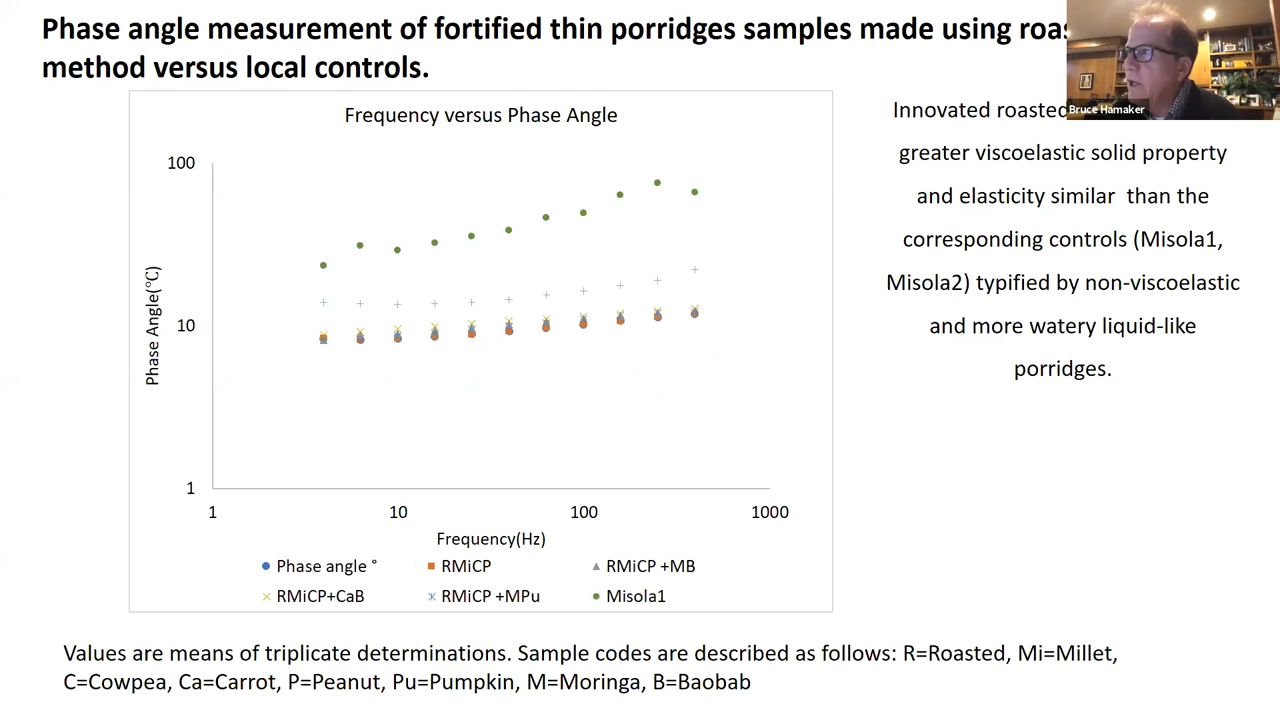 Phase angle measurement of fortified thin porridges samples made using
method versus local controls.
Bruce Hamaker
Innovated roasted
greater viscoelastic solid property
and elasticity similar than the
corresponding controls (Misola1,
Misola2) typified by non-viscoelastic
and more watery liquid-like
porridges.
Frequency versus Phase Angle
Phase Angle(°C)
100
10
1
1 10 100 1000
Frequency(Hz)
Phase angle ° RMiCP RMiCP +MB
RMiCP+CaB RMiCP +MPu Misola1
Values are means of triplicate determinations. Sample codes are described as follows: R=Roasted, Mi=Millet,
C=Cowpea, Ca=Carrot, P=Peanut, Pu=Pumpkin, M=Moringa, B=Baobab